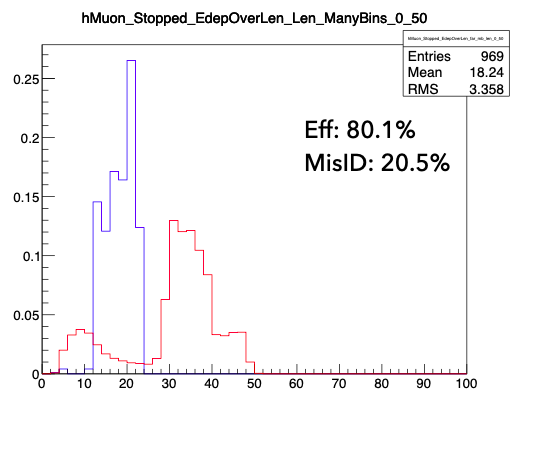 hMuon_Stopped_EdepOverLen_Len_ManyBins_0_50
hMuon_Stopped_EdepOverLen_for_mb_len_0_50
Entries 969
Mean 18.24
RMS 3.358
Eff: 80.1%
MisID: 20.5%
0.25
0.2
0.15
0.1
0.05
0
0 10 20 30 40 50 60 70 80 90 100